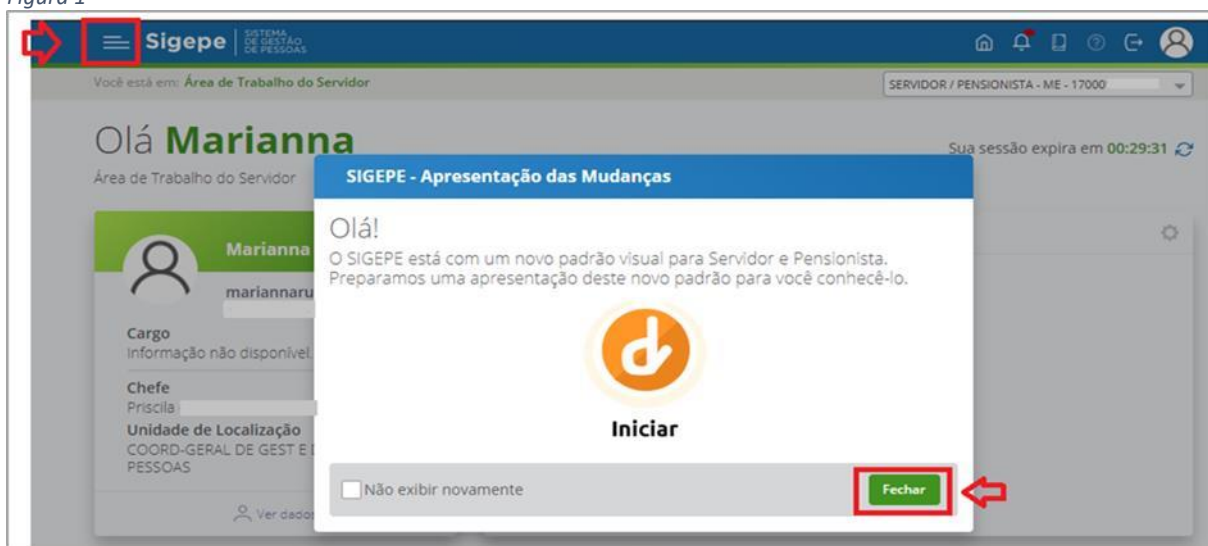 Figura 1
Sigepe SISTEMA DE GESTÃO DE PESSOAS
Você está em: Área de Trabalho do Servidor
SERVIDOR / PENSIONISTA - ME - 17000
Olá Marianna
Sua sessão expira em 00:29:31
Área de Trabalho do Servidor
SIGEPE - Apresentação das Mudanças
Marianna
mariannaru
Cargo
Informação não disponível.
Chefe
Priscila
Unidade de Localização
COORD-GERAL DE GEST E
PESSOAS
Ver dados
Olá!
O SIGEPE está com um novo padrão visual para Servidor e Pensionista.
Preparamos uma apresentação deste novo padrão para você conhecê-lo.
Iniciar
Não exibir novamente
Fechar